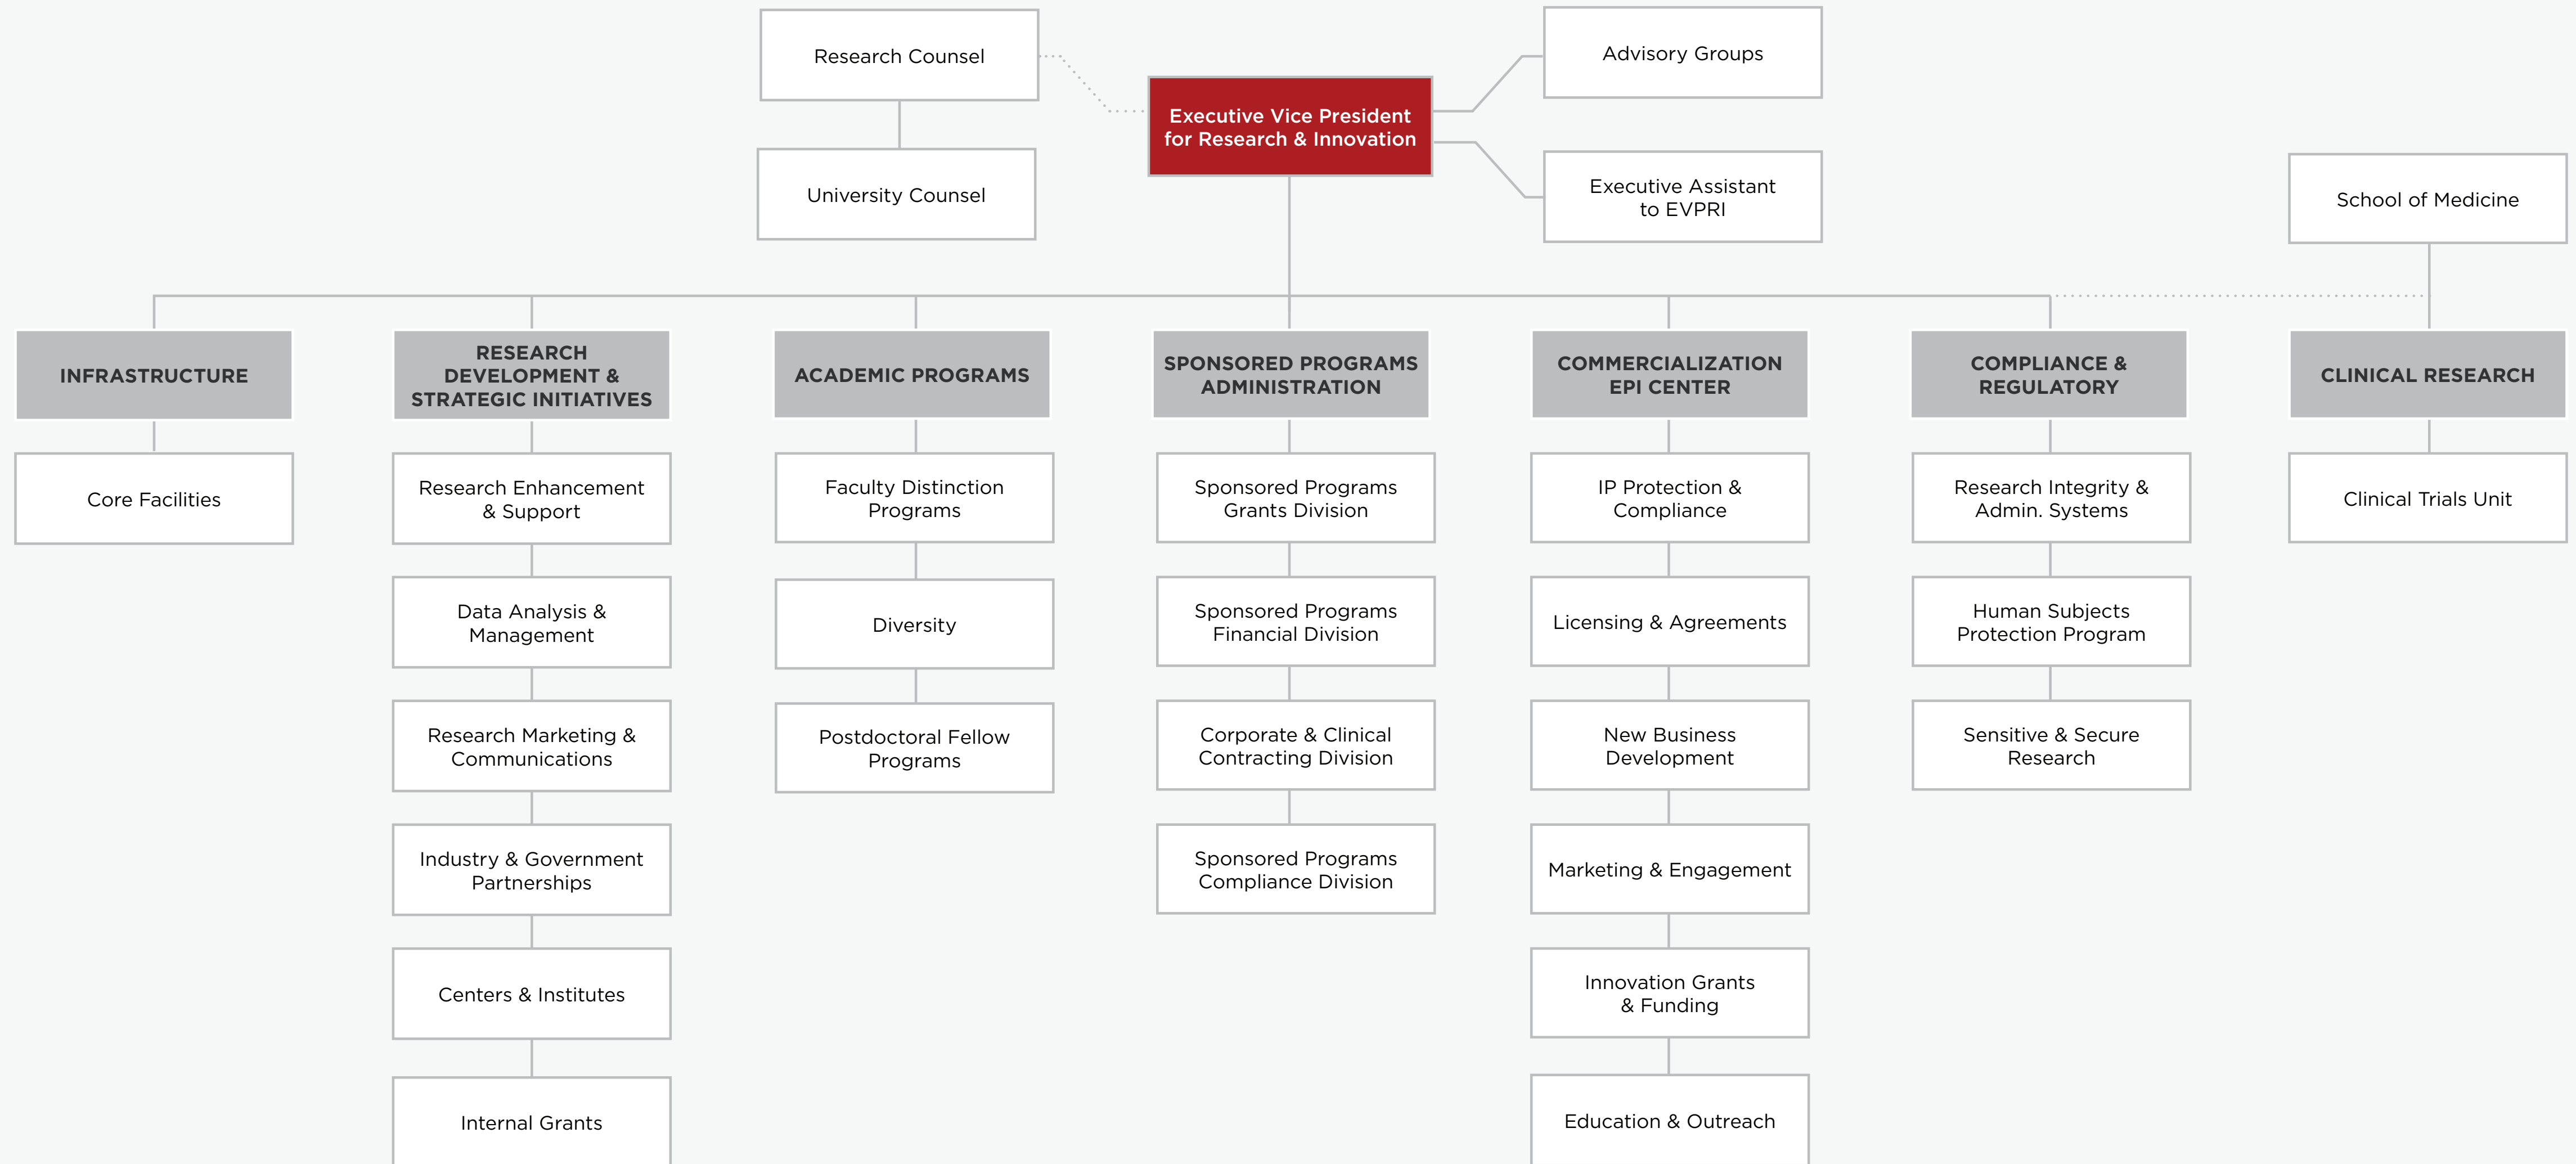 Research Counsel
University Counsel
Executive Vice President
for Research & Innovation
Advisory Groups
Executive Assistant
to EVPRI
School of Medicine
INFRASTRUCTURE
Core Facilities
RESEARCH
DEVELOPMENT &
STRATEGIC INITIATIVES
Research Enhancement
& Support
Data Analysis &
Management
Research Marketing &
Communications
Industry & Government
Partnerships
Centers & Institutes
Internal Grants
ACADEMIC PROGRAMS
Faculty Distinction
Programs
Diversity
Postdoctoral Fellow
Programs
SPONSORED PROGRAMS
ADMINISTRATION
Sponsored Programs
Grants Division
Sponsored Programs
Financial Division
Corporate & Clinical
Contracting Division
Sponsored Programs
Compliance Division
COMMERCIALIZATION
EPI CENTER
IP Protection &
Compliance
Licensing & Agreements
New Business
Development
Marketing & Engagement
Innovation Grants
& Funding
Education & Outreach
COMPLIANCE &
REGULATORY
Research Integrity &
Admin. Systems
Human Subjects
Protection Program
Sensitive & Secure
Research
CLINICAL RESEARCH
Clinical Trials Unit